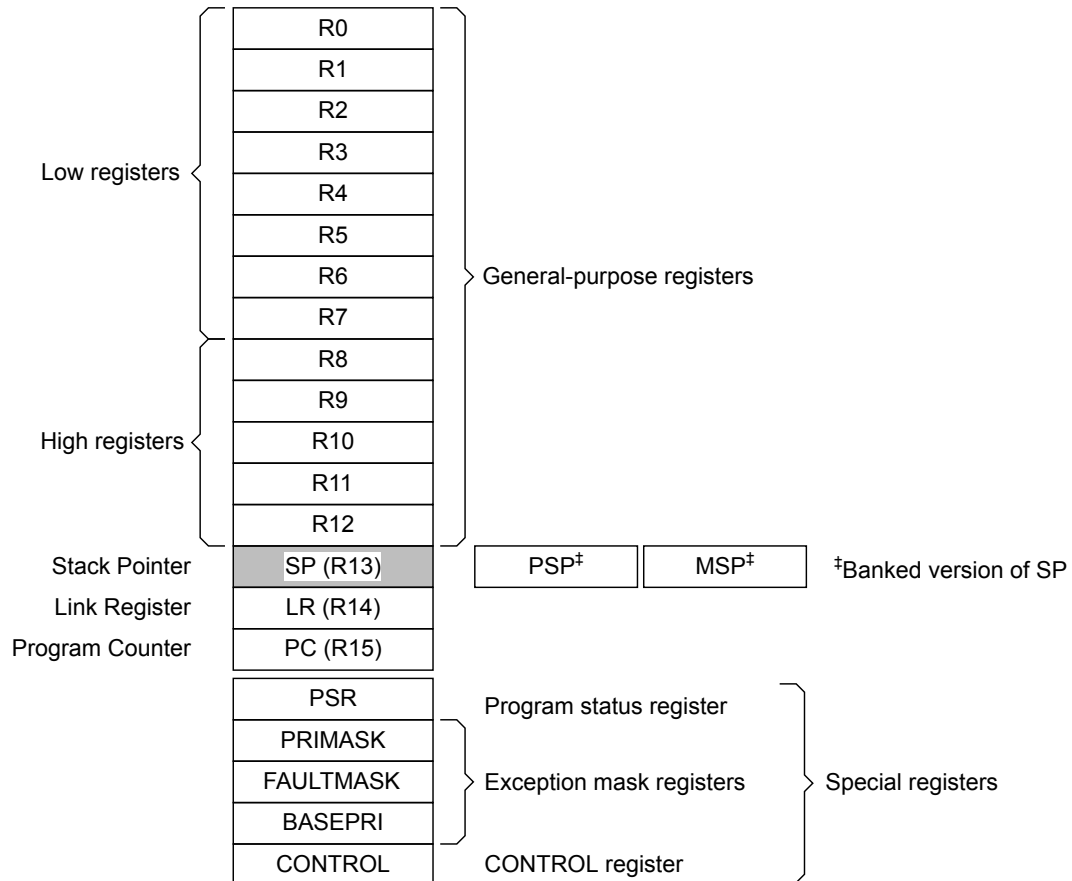 R0
R1
R2
R3
Low registers
R4
R5
R6
General-purpose registers
R7
R8
R9
High registers
R10
R11
R12
Stack Pointer SP (R13) PSP‡ MSP‡ ‡Banked version of SP
Link Register LR (R14)
Program Counter PC (R15)
PSR Program status register
PRIMASK
FAULTMASK Exception mask registers Special registers
BASEPRI
CONTROL CONTROL register